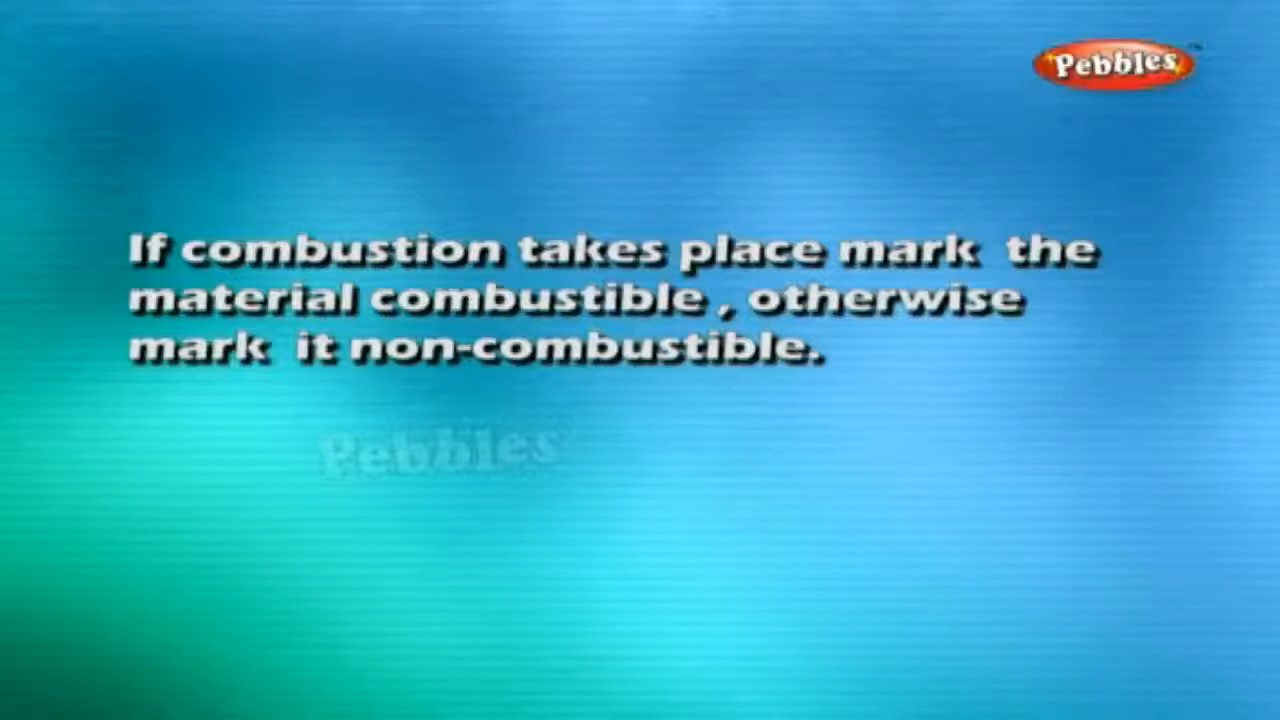 Pebbles
If combustion takes place mark the
material combustible , otherwise
mark it non-combustible.
Pebbles